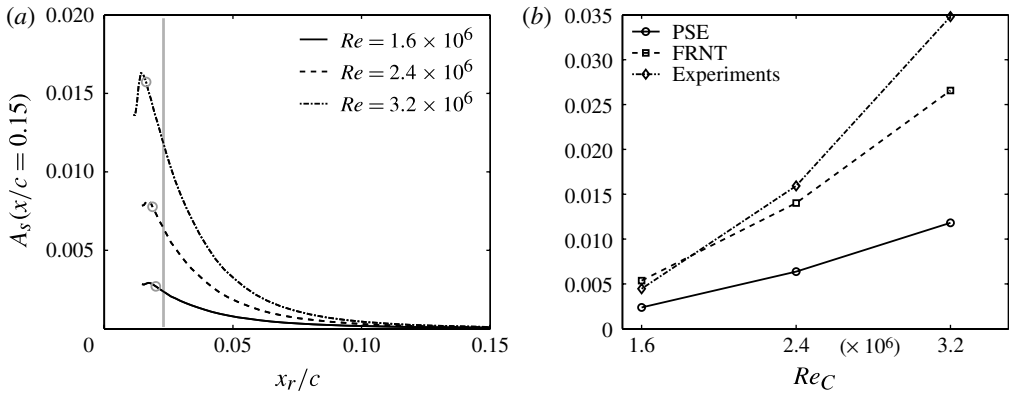 (a)
0.020
0.015
0.010
0.005
0
0.05
0.10
0.15
A_s(x/c = 0.15)
x_r/c
Re = 1.6 × 10^6
Re = 2.4 × 10^6
Re = 3.2 × 10^6
(b)
0.035
0.030
0.025
0.020
0.015
0.010
0.005
0
1.6
2.4
(× 10^6)
3.2
Re_C
PSE
FRNT
Experiments